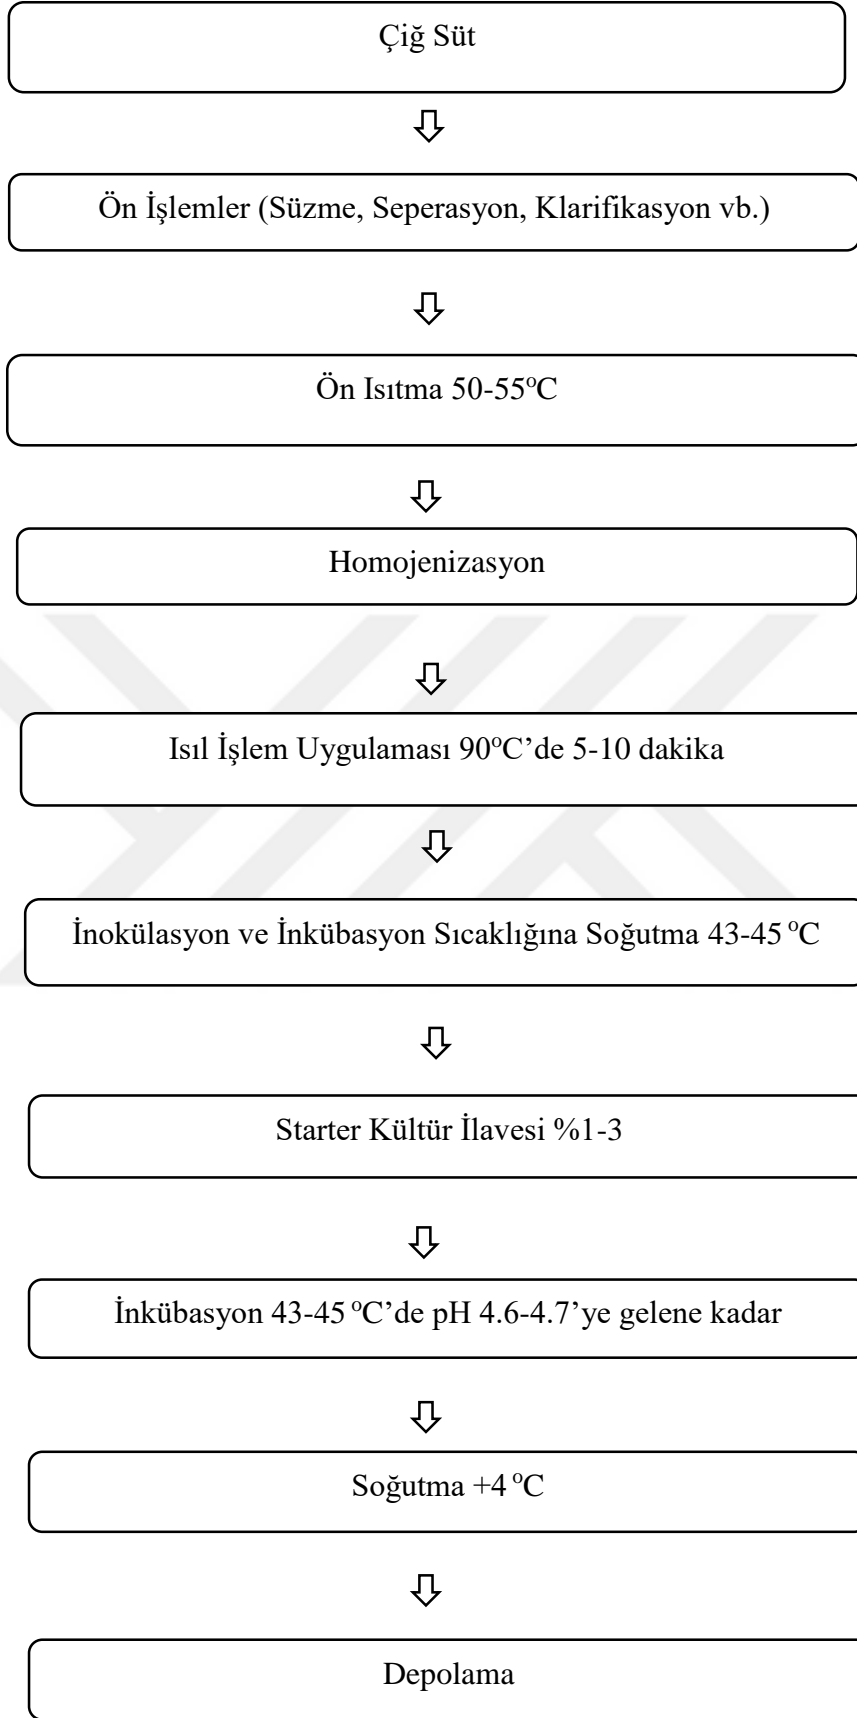 Çiğ Süt
Ön İşlemler (Süzme, Seperasyon, Klarifikasyon vb.)
Ön Isıtma 50-55ºC
Homojenizasyon
Isıl İşlem Uygulaması 90ºC’de 5-10 dakika
İnokülasyon ve İnkübasyon Sıcaklığına Soğutma 43-45 ºC
Starter Kültür İlavesi %1-3
İnkübasyon 43-45 ºC’de pH 4.6-4.7’ye gelene kadar
Soğutma +4 ºC
Depolama